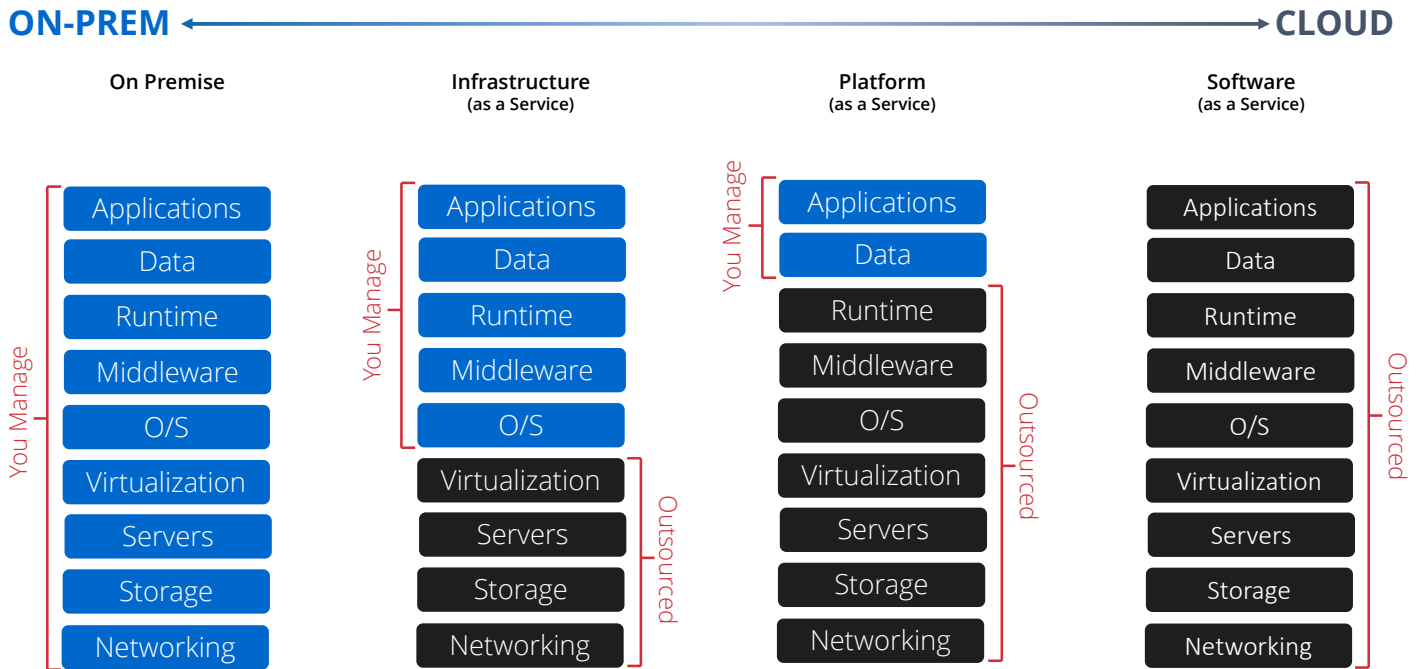 ON-PREM
CLOUD
On Premise
Infrastructure
(as a Service)
Platform
(as a Service)
Software
(as a Service)
You Manage
Applications
Data
Runtime
Middleware
O/S
Virtualization
Servers
Storage
Networking
You Manage
Applications
Data
Runtime
Middleware
O/S
Virtualization
Servers
Storage
Networking
Outsourced
You Manage
Applications
Data
Runtime
Middleware
O/S
Virtualization
Servers
Storage
Networking
Outsourced
Applications
Data
Runtime
Middleware
O/S
Virtualization
Servers
Storage
Networking
Outsourced